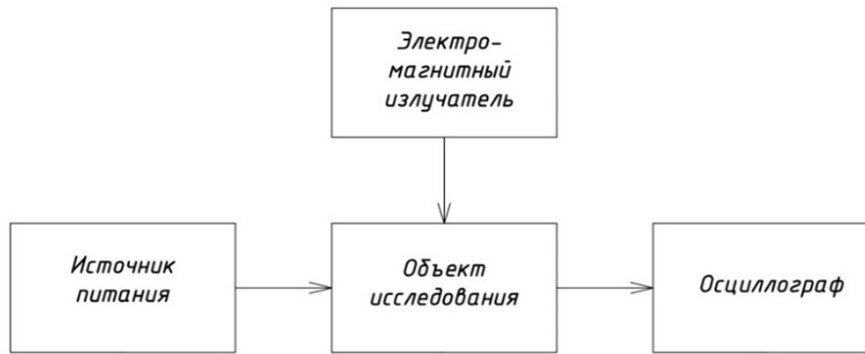 Электро-
магнитный
излучатель
Источник
питания
Объект
исследования
Осциллограф